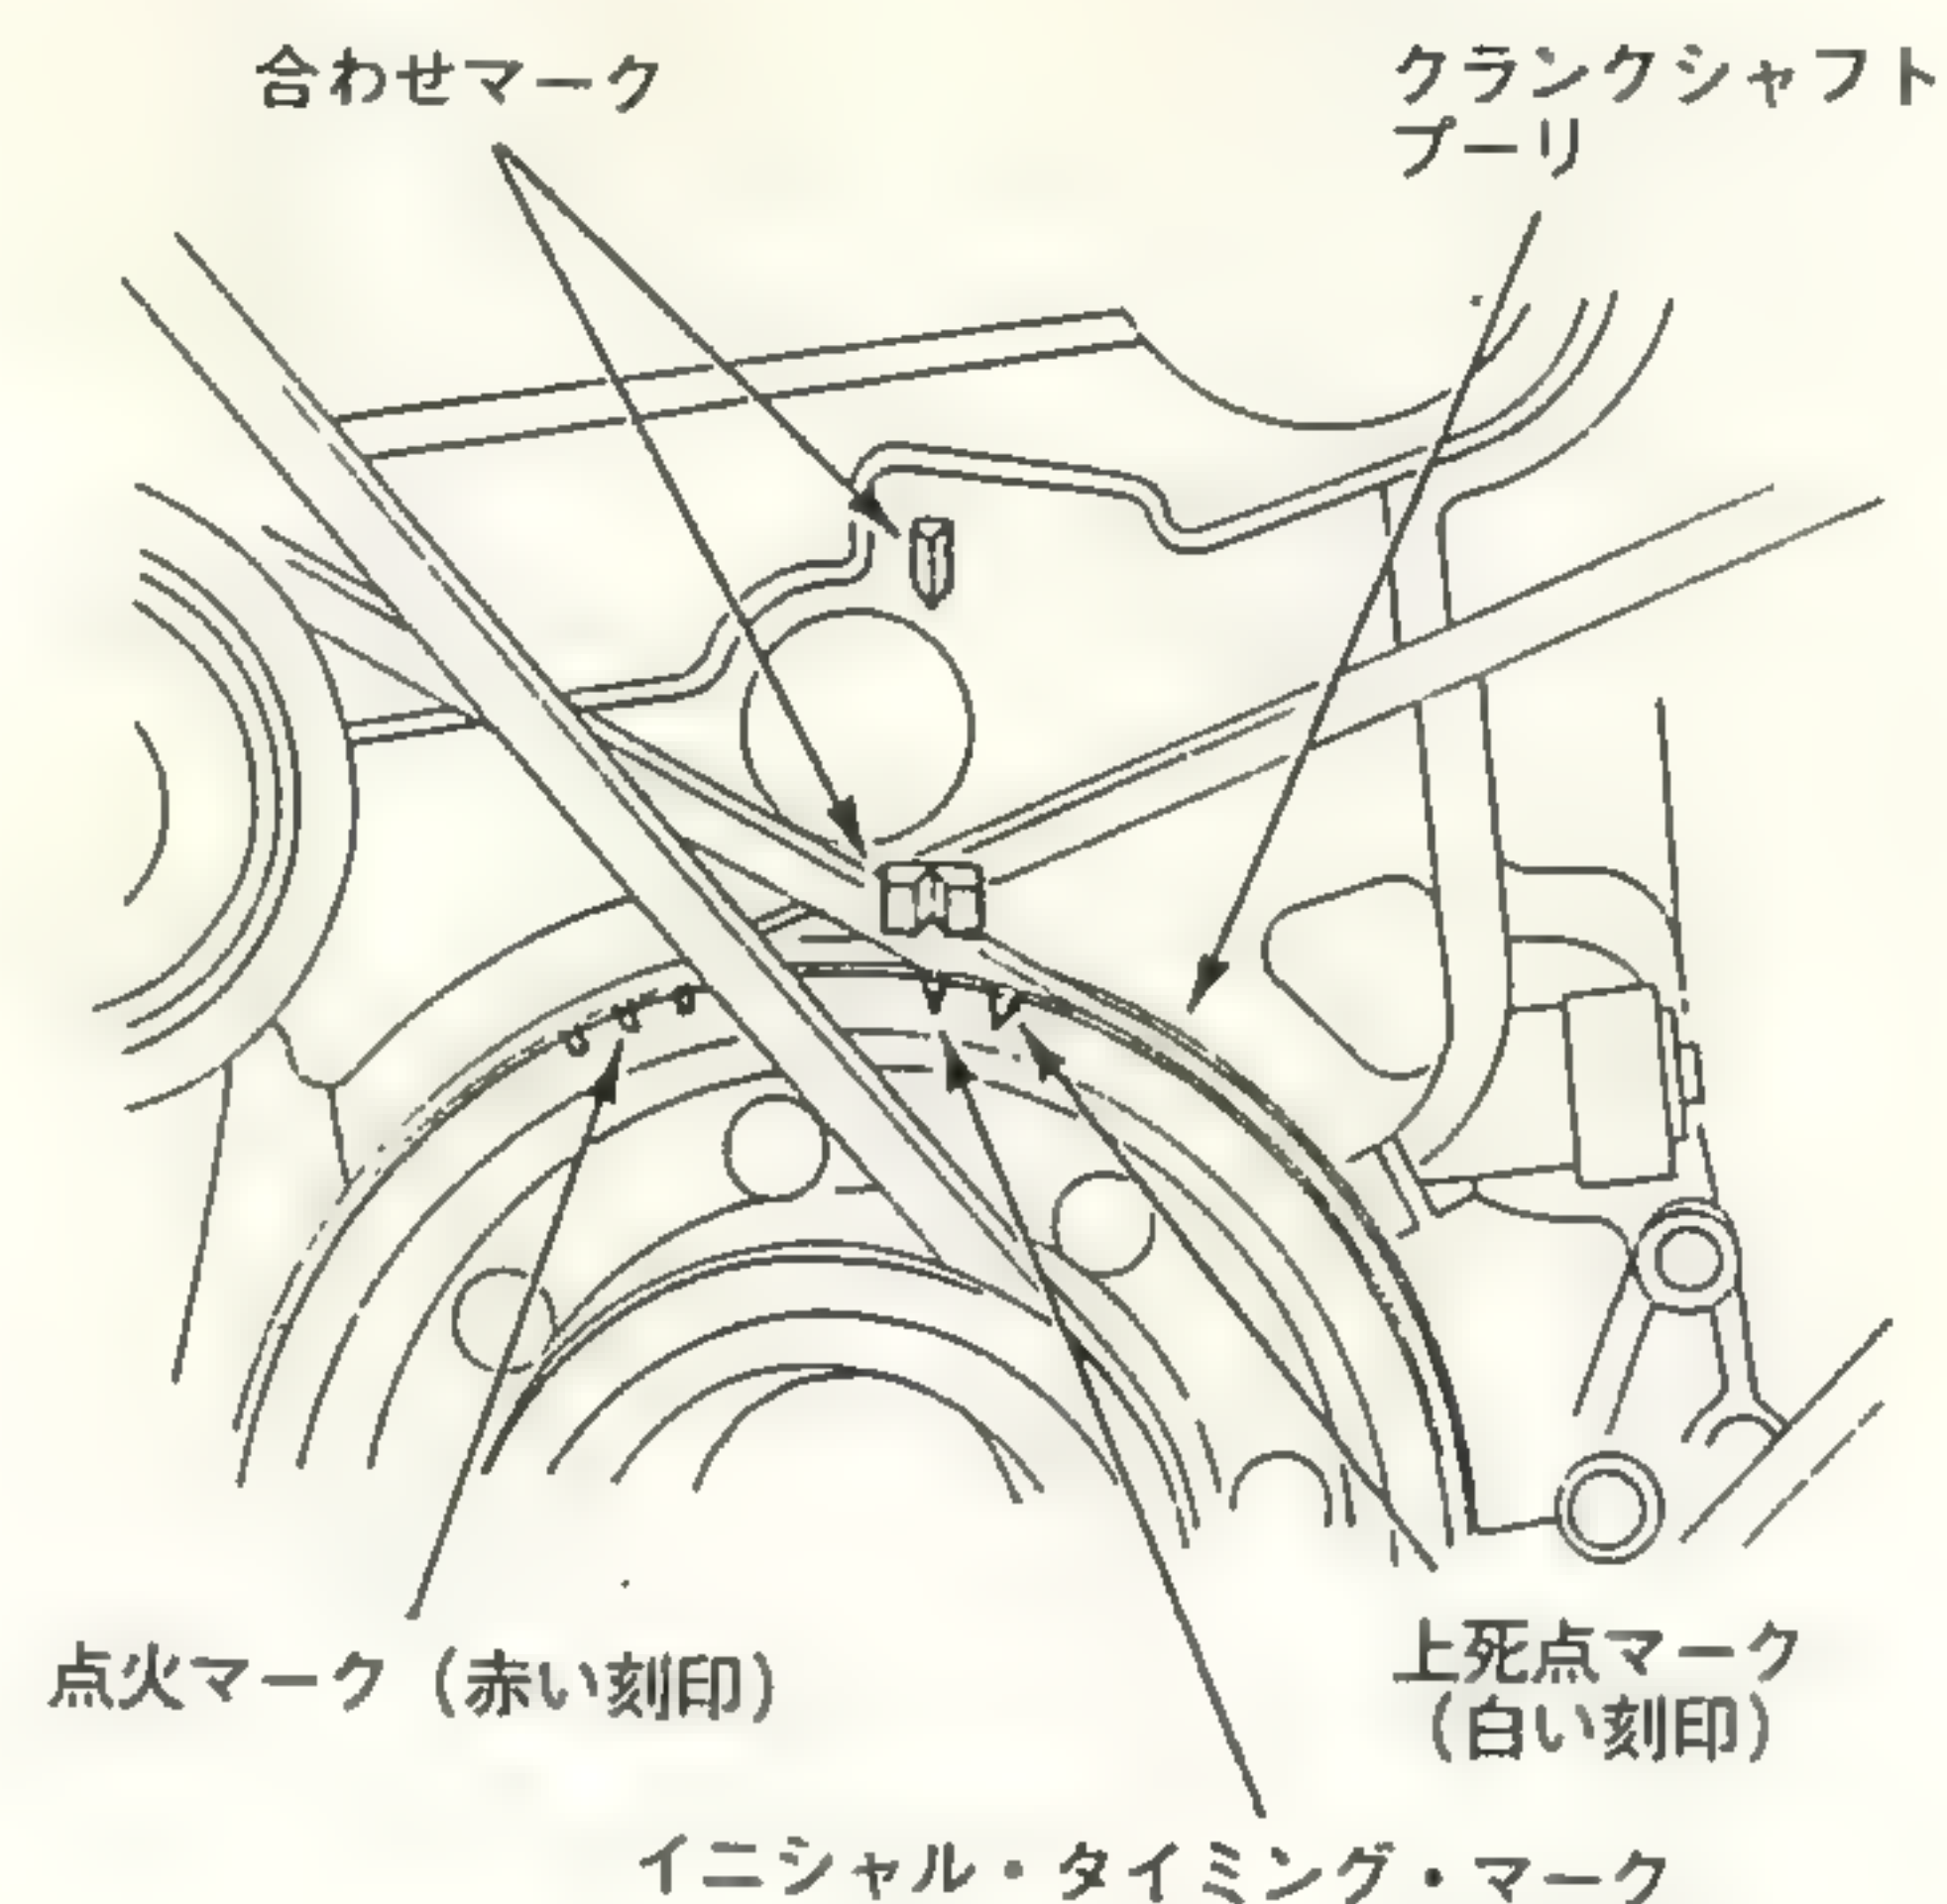 合わせマーク
クランクシャフト
プーリ
点火マーク（赤い刻印）
上死点マーク
（白い刻印）
イニシャル・タイミング・マーク